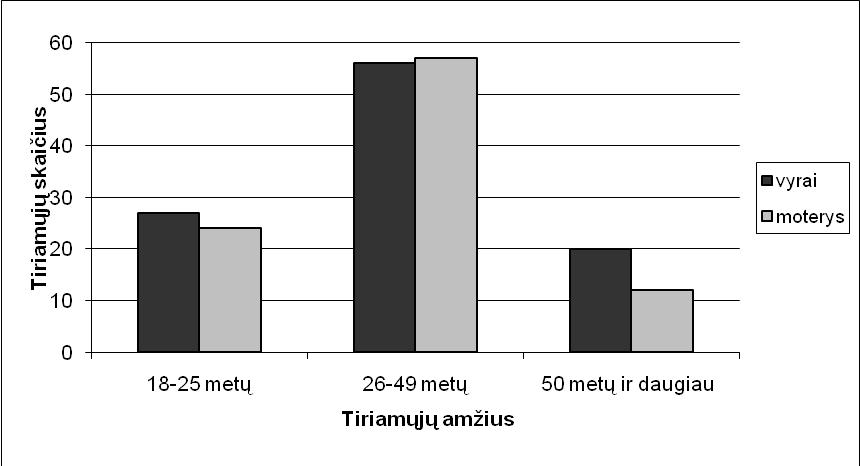 Tiriamųjų skaičius
60
50
40
30
20
10
0
18-25 metų
26-49 metų
50 metų ir daugiau
Tiriamųjų amžius
vyrai
moterys